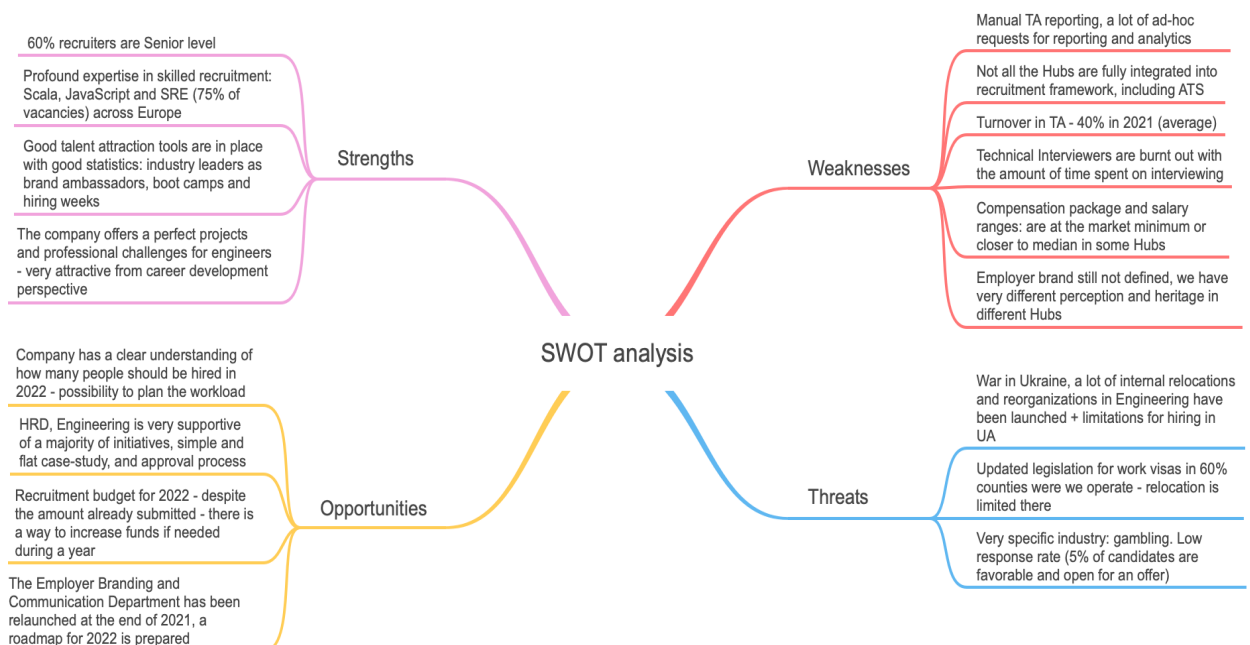 60% recruiters are Senior level
Profound expertise in skilled recruitment:
Scala, JavaScript and SRE (75% of
vacancies) across Europe
Good talent attraction tools are in place
with good statistics: industry leaders as
brand ambassadors, boot camps and
hiring weeks
The company offers a perfect projects
and professional challenges for engineers
- very attractive from career development
perspective
Strengths
Manual TA reporting, a lot of ad-hoc
requests for reporting and analytics
Not all the Hubs are fully integrated into
recruitment framework, including ATS
Turnover in TA - 40% in 2021 (average)
Technical Interviewers are burnt out with
the amount of time spent on interviewing
Compensation package and salary
ranges: are at the market minimum or
closer to median in some Hubs
Employer brand still not defined, we have
very different perception and heritage in
different Hubs
Weaknesses
SWOT analysis
Company has a clear understanding of
how many people should be hired in
2022 - possibility to plan the workload
HRD, Engineering is very supportive
of a majority of initiatives, simple and
flat case-study, and approval process
Recruitment budget for 2022 - despite
the amount already submitted - there is
a way to increase funds if needed
during a year
The Employer Branding and
Communication Department has been
relaunched at the end of 2021, a
roadmap for 2022 is prepared
Opportunities
War in Ukraine, a lot of internal relocations
and reorganizations in Engineering have
been launched + limitations for hiring in
UA
Updated legislation for work visas in 60%
counties were we operate - relocation is
limited there
Very specific industry: gambling. Low
response rate (5% of candidates are
favorable and open for an offer)
Threats